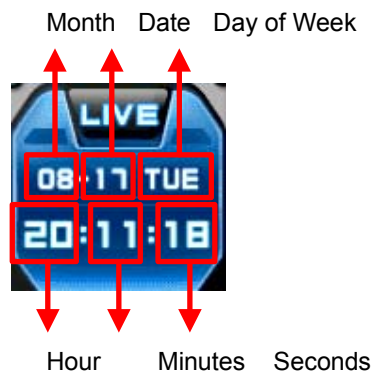 Month Date Day of Week
LIVE
08-17 TUE
20:11:18
Hour Minutes Seconds